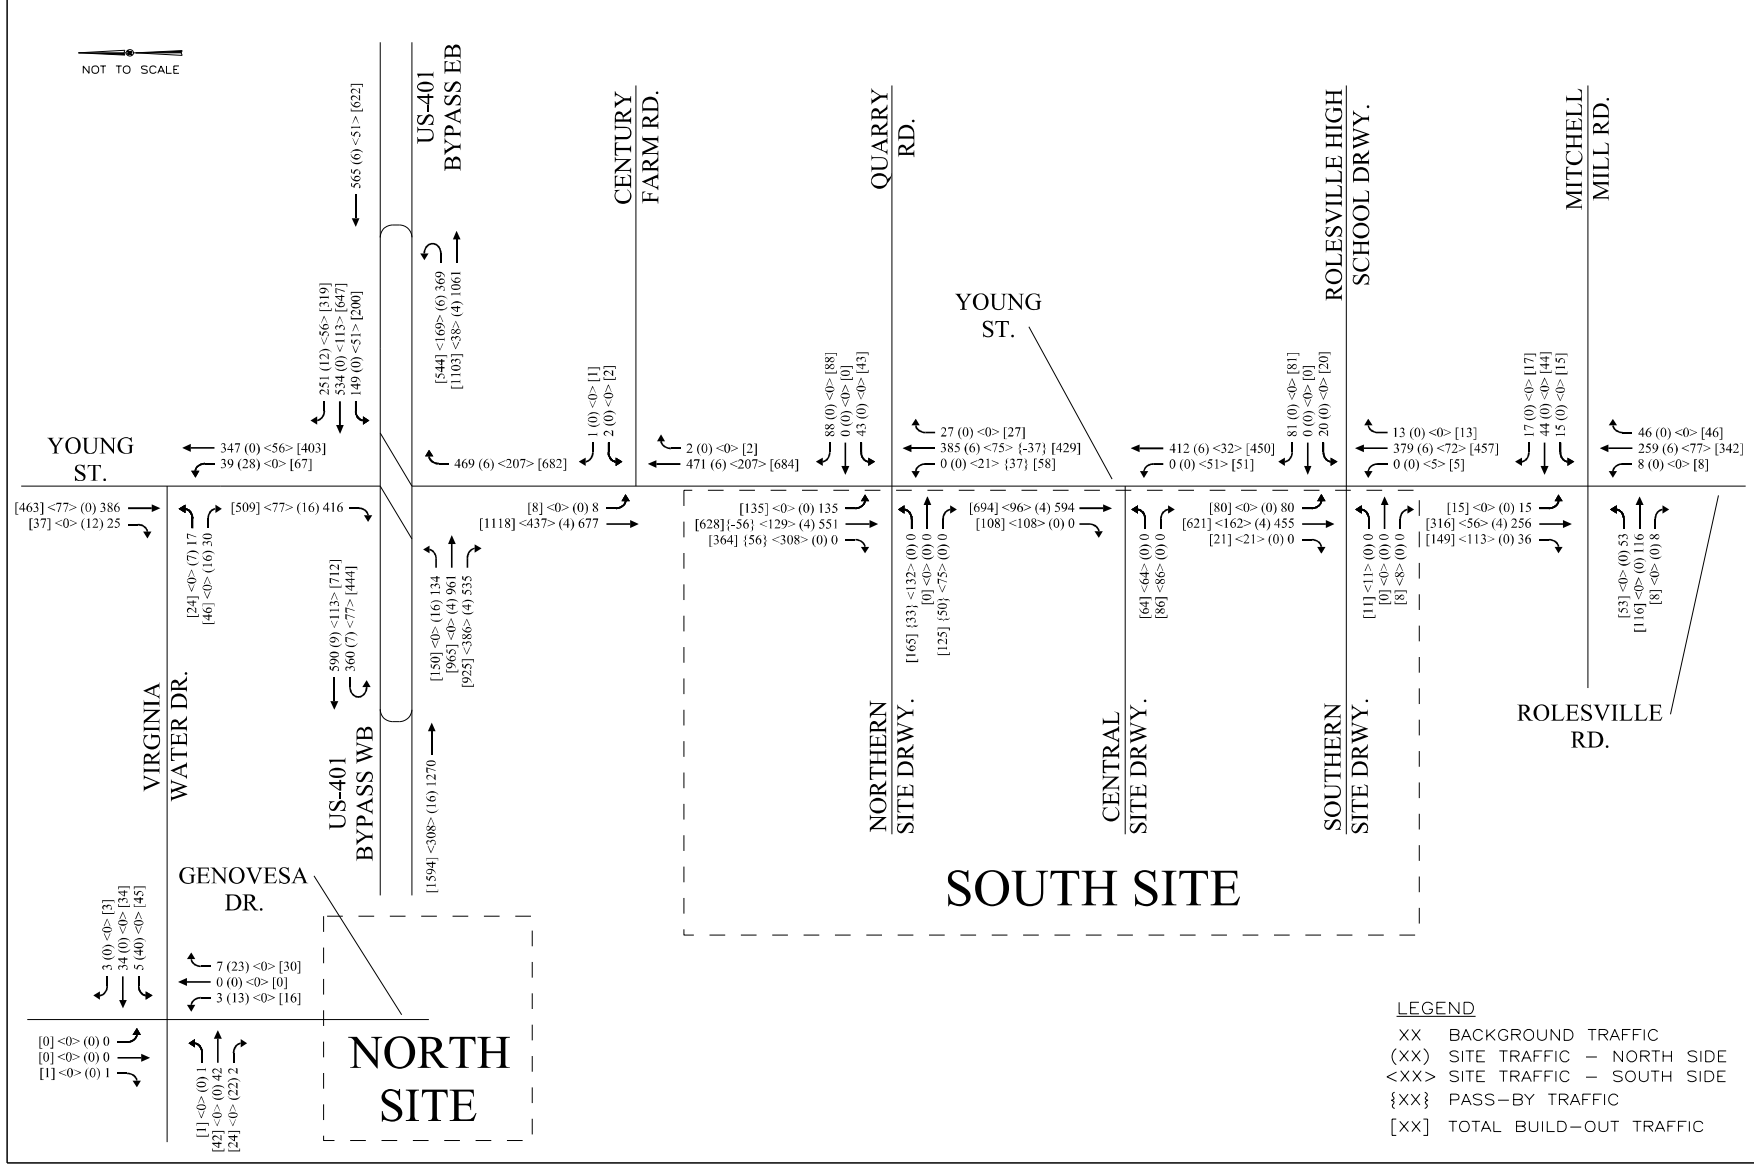 NOT TO SCALE
565 (6) <51> [622]
US-401
BYPASS EB
CENTURY
FARM RD.
QUARRY
RD.
ROLESVILLE HIGH
SCHOOL DRWY.
MITCHELL
MILL RD.
[544] <169> (6) 369
[1103] <38> (4) 1061
251 (12) <56> [319]
534 (0) <113> [647]
149 (0) <51> [200]
YOUNG
ST.
YOUNG
ST.
347 (0) <56> [403]
39 (28) <0> [67]
469 (6) <207> [682]
1 (0) <0> [1]
2 (0) <0> [2]
2 (0) <0> [2]
471 (6) <207> [684]
88 (0) <0> [88]
0 (0) <0> [0]
43 (0) <0> [43]
27 (0) <0> [27]
385 (6) <75> {-37} [429]
0 (0) <21> {37} [58]
412 (6) <32> [450]
0 (0) <51> [51]
81 (0) <0> [81]
0 (0) <0> [0]
20 (0) <0> [20]
13 (0) <0> [13]
379 (6) <72> [457]
0 (0) <5> [5]
17 (0) <0> [17]
44 (0) <0> [44]
15 (0) <0> [15]
46 (0) <0> [46]
259 (6) <77> [342]
8 (0) <0> [8]
[463] <77> (0) 386
[37] <0> (12) 25
[24] <0> (7) 17
[46] <0> (16) 30
[509] <77> (16) 416
[8] <0> (0) 8
[1118] <437> (4) 677
[135] <0> (0) 135
[628]{-56} <129> (4) 551
[364] {56} <308> (0) 0
[165] {33} <132> (0) 0
[0] <0> (0) 0
[125] {50} <75> (0) 0
[694] <96> (4) 594
[108] <108> (0) 0
[64] <64> (0) 0
[86] <86> (0) 0
[80] <0> (0) 80
[621] <162> (4) 455
[21] <21> (0) 0
[11] <11> (0) 0
[0] <0> (0) 0
[8] <8> (0) 0
[15] <0> (0) 15
[316] <56> (4) 256
[149] <113> (0) 36
[53] <0> (0) 53
[116] <0> (0) 116
[8] <0> (0) 8
590 (9) <113> [712]
360 (7) <77> [444]
[150] <0> (16) 134
[965] <0> (4) 961
[925] <386> (4) 535
VIRGINIA
WATER DR.
US-401
BYPASS WB
[1594] <308> (16) 1270
NORTHERN
SITE DRWY.
CENTRAL
SITE DRWY.
SOUTHERN
SITE DRWY.
ROLESVILLE
RD.
GENOVESA
DR.
SOUTH SITE
3 (0) <0> [3]
34 (0) <0> [34]
5 (40) <0> [45]
7 (23) <0> [30]
0 (0) <0> [0]
3 (13) <0> [16]
[0] <0> (0) 0
[0] <0> (0) 0
[1] <0> (0) 1
[1] <0> (0) 1
[42] <0> (0) 42
[24] <0> (22) 2
NORTH
SITE
LEGEND
XX BACKGROUND TRAFFIC
(XX) SITE TRAFFIC – NORTH SIDE
<XX> SITE TRAFFIC – SOUTH SIDE
{XX} PASS–BY TRAFFIC
[XX] TOTAL BUILD–OUT TRAFFIC